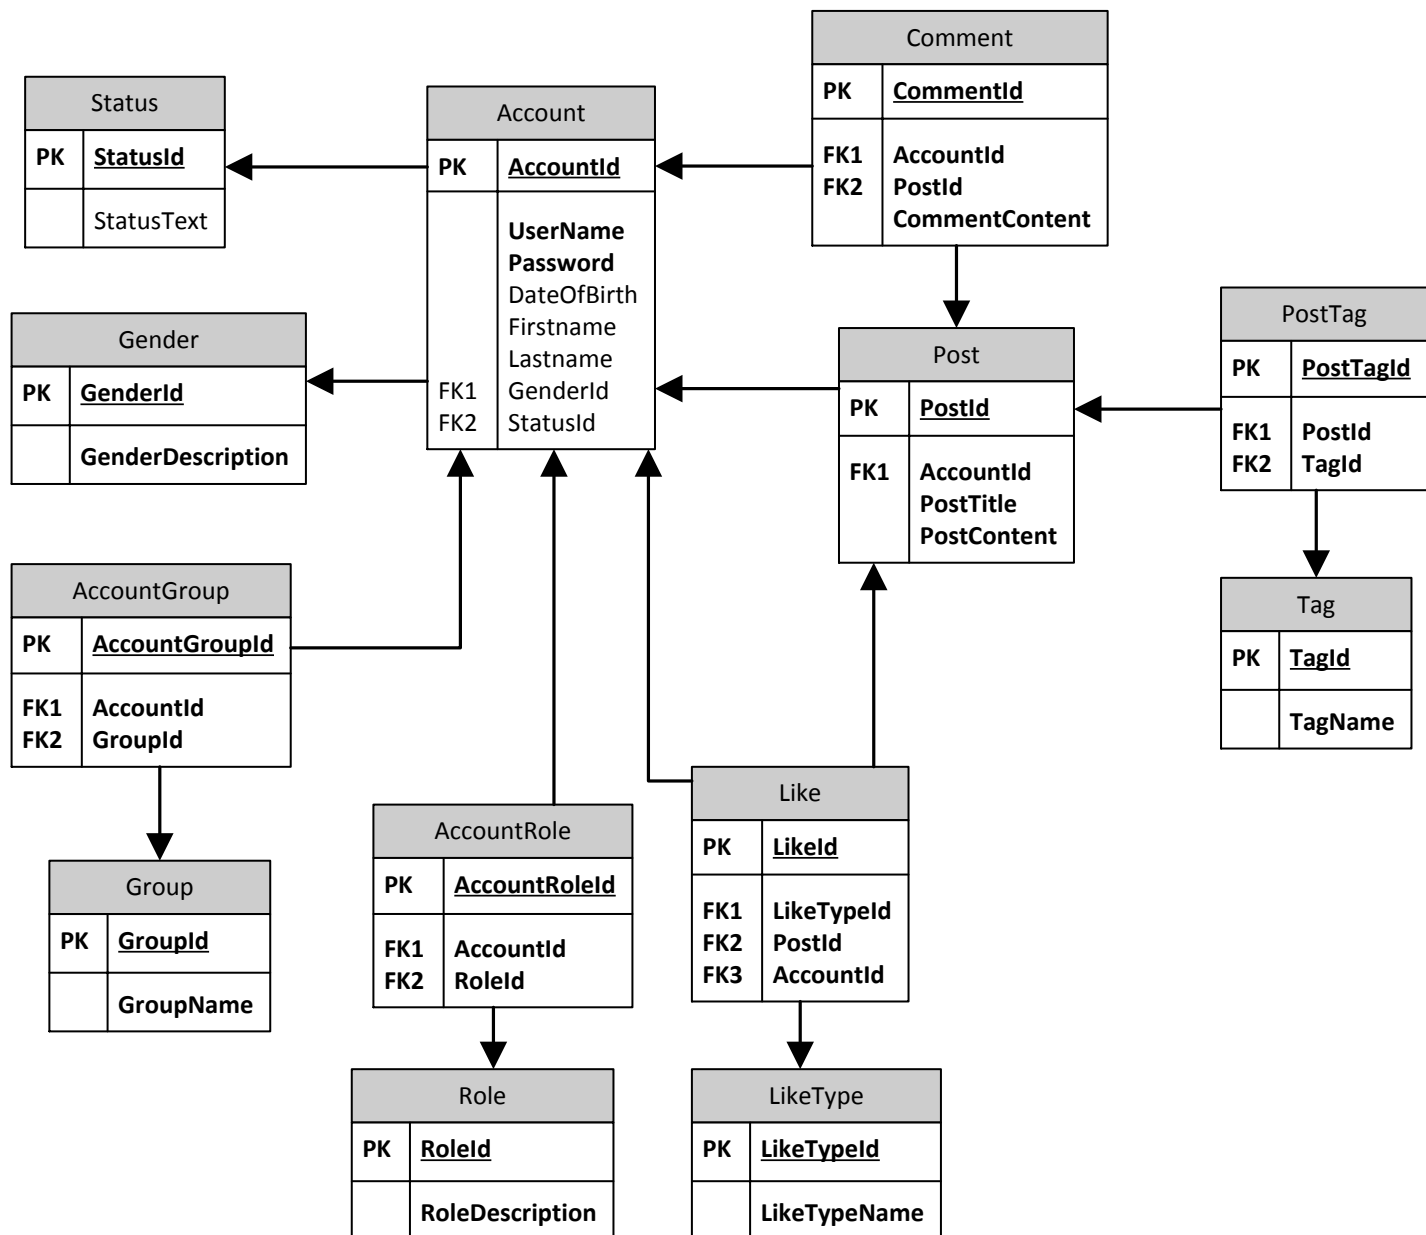 Comment
PK CommentId
FK1 AccountId
FK2 PostId
CommentContent
Status
PK StatusId
StatusText
Account
PK AccountId
UserName
Password
DateOfBirth
Firstname
Lastname
FK1 GenderId
FK2 StatusId
Gender
PK GenderId
GenderDescription
Post
PK PostId
FK1 AccountId
PostTitle
PostContent
PostTag
PK PostTagId
FK1 PostId
FK2 TagId
AccountGroup
PK AccountGroupId
FK1 AccountId
FK2 GroupId
Tag
PK TagId
TagName
Group
PK GroupId
GroupName
AccountRole
PK AccountRoleId
FK1 AccountId
FK2 RoleId
Like
PK LikeId
FK1 LikeTypeId
FK2 PostId
FK3 AccountId
Role
PK RoleId
RoleDescription
LikeType
PK LikeTypeId
LikeTypeName